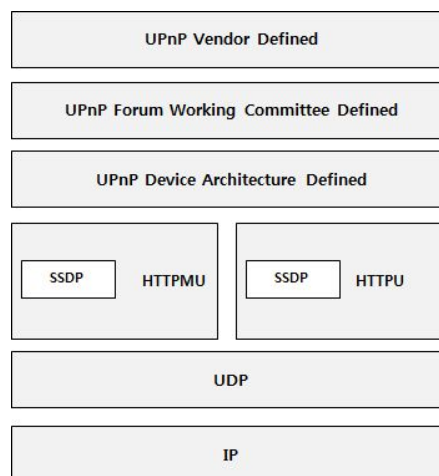 UPnP Vendor Defined
UPnP Forum Working Committee Defined
UPnP Device Architecture Defined
SSDP HTTPMU SSDP HTTPU
UDP
IP